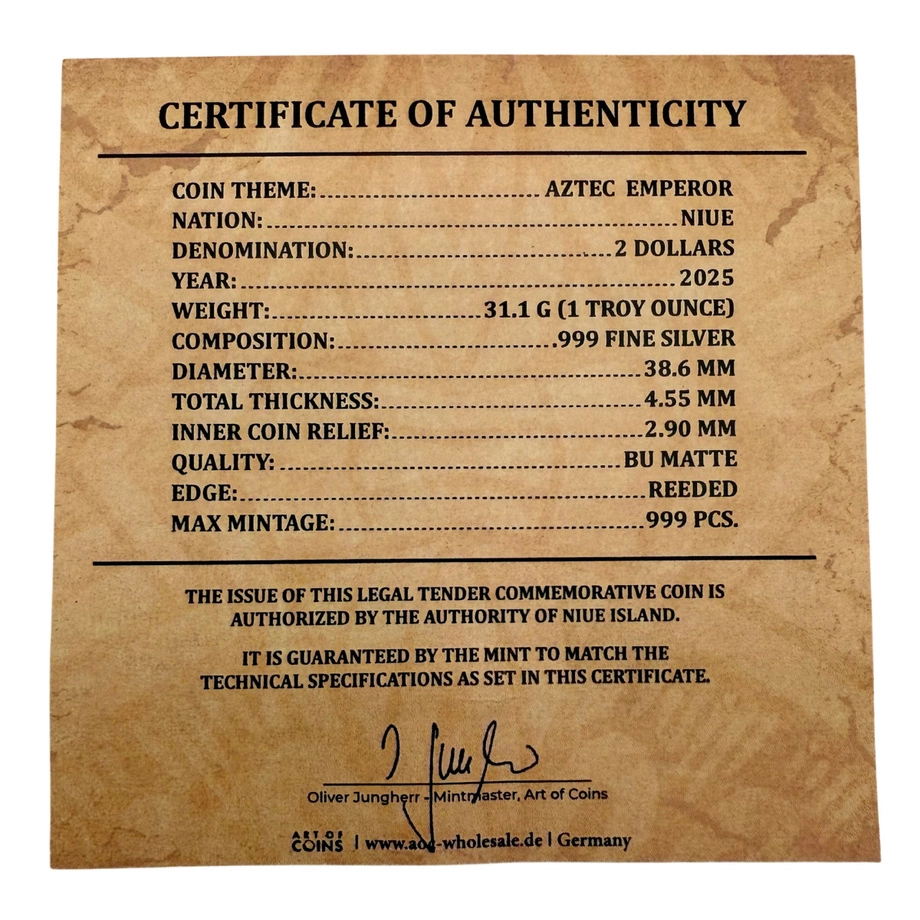 CERTIFICATE OF AUTHENTICITY
COIN THEME:..............................AZTEC EMPEROR
NATION:..............................NIUE
DENOMINATION:..............................2 DOLLARS
YEAR:..............................2025
WEIGHT:..............................31.1 G (1 TROY OUNCE)
COMPOSITION:...............................999 FINE SILVER
DIAMETER:..............................38.6 MM
TOTAL THICKNESS:..............................4.55 MM
INNER COIN RELIEF:..............................2.90 MM
QUALITY:..............................BU MATTE
EDGE:..............................REEDED
MAX MINTAGE:..............................999 PCS.
THE ISSUE OF THIS LEGAL TENDER COMMEMORATIVE COIN IS
AUTHORIZED BY THE AUTHORITY OF NIUE ISLAND.
IT IS GUARANTEED BY THE MINT TO MATCH THE
TECHNICAL SPECIFICATIONS AS SET IN THIS CERTIFICATE.
Oliver Jungherr - Mintmaster, Art of Coins
ART OF
COINS | www.aoc-wholesale.de | Germany